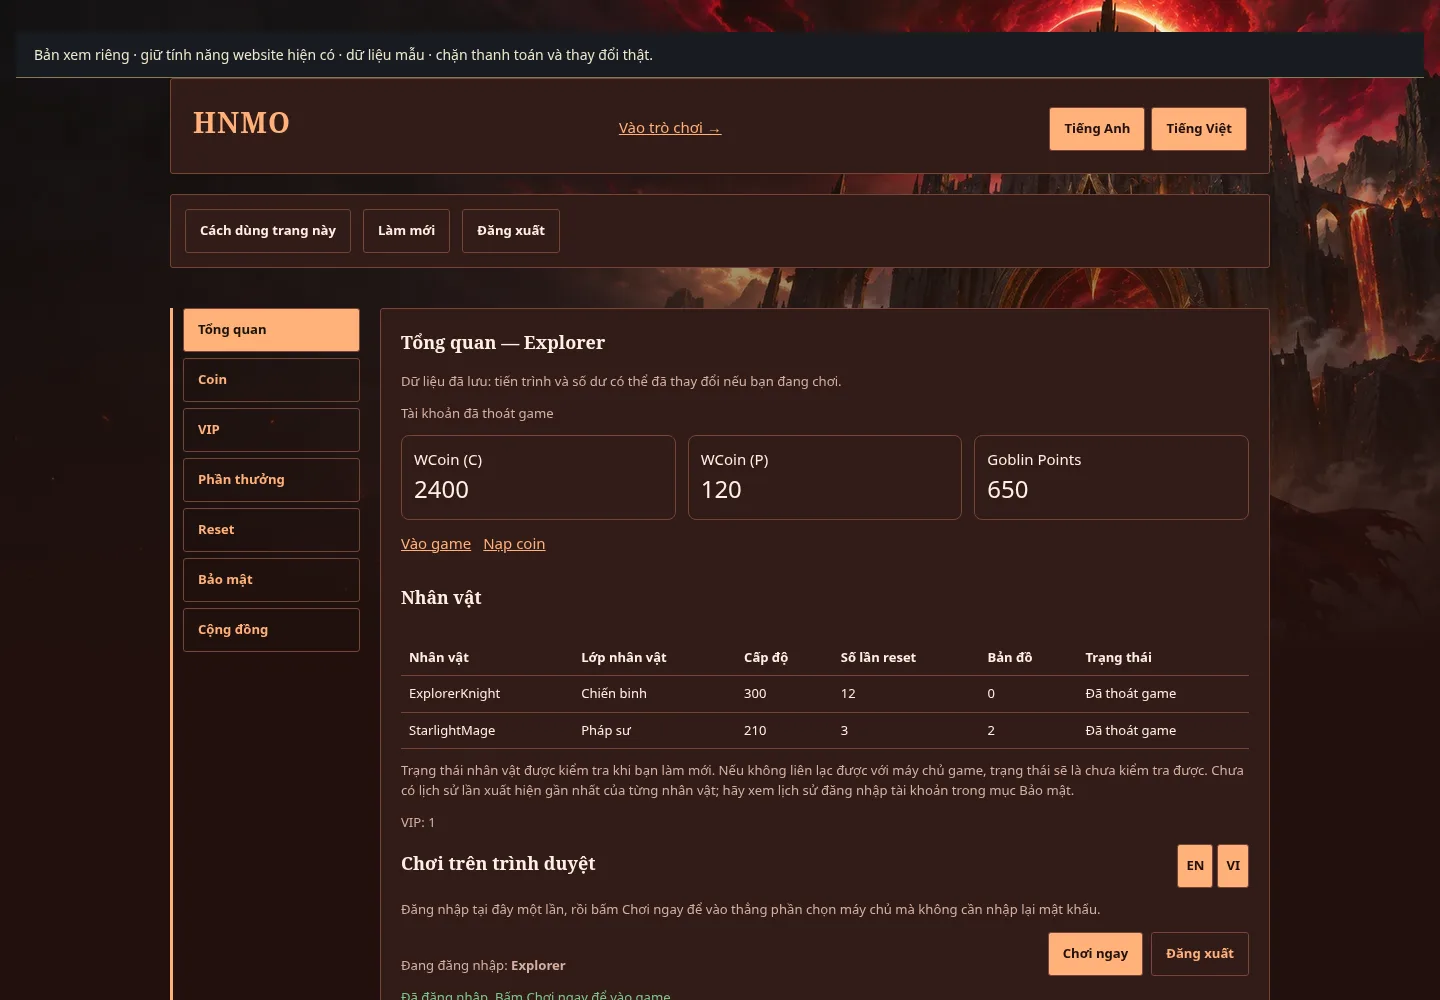 Bản xem riêng · giữ tính năng website hiện có · dữ liệu mẫu · chặn thanh toán và thay đổi thật.
HNMO
Vào trò chơi →
Tiếng Anh
Tiếng Việt
Cách dùng trang này
Làm mới
Đăng xuất
Tổng quan
Coin
VIP
Phần thưởng
Reset
Bảo mật
Cộng đồng
Tổng quan — Explorer
Dữ liệu đã lưu: tiến trình và số dư có thể đã thay đổi nếu bạn đang chơi.
Tài khoản đã thoát game
WCoin (C)
2400
WCoin (P)
120
Goblin Points
650
Vào game Nạp coin
Nhân vật
Nhân vật Lớp nhân vật Cấp độ Số lần reset Bản đồ Trạng thái
ExplorerKnight Chiến binh 300 12 0 Đã thoát game
StarlightMage Pháp sư 210 3 2 Đã thoát game
Trạng thái nhân vật được kiểm tra khi bạn làm mới. Nếu không liên lạc được với máy chủ game, trạng thái sẽ là chưa kiểm tra được. Chưa
có lịch sử lần xuất hiện gần nhất của từng nhân vật; hãy xem lịch sử đăng nhập tài khoản trong mục Bảo mật.
VIP: 1
Chơi trên trình duyệt
EN
VI
Đăng nhập tại đây một lần, rồi bấm Chơi ngay để vào thẳng phần chọn máy chủ mà không cần nhập lại mật khẩu.
Chơi ngay
Đăng xuất
Đang đăng nhập: Explorer
Đã đăng nhập. Bấm Chơi ngay để vào game.